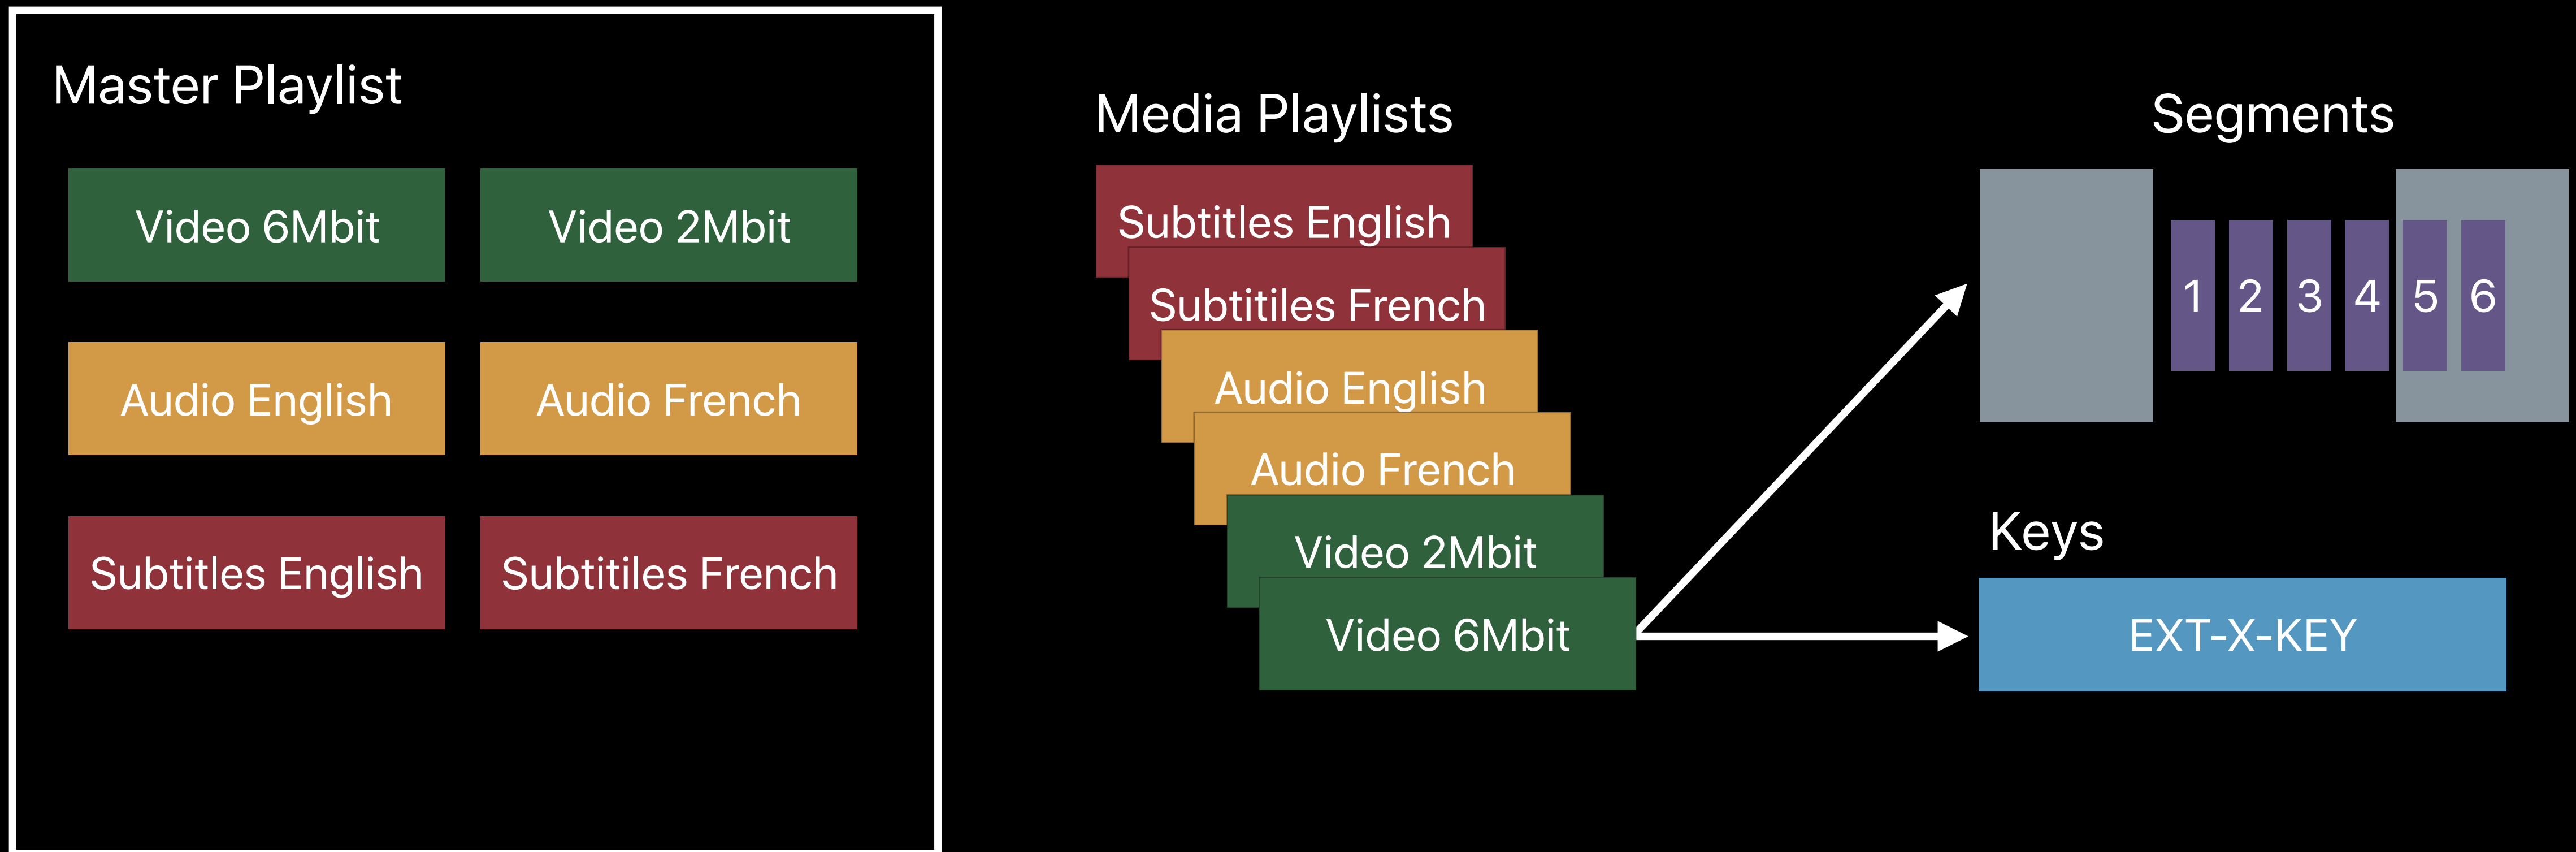 Master Playlist
Video 6Mbit
Video 2Mbit
Audio English
Audio French
Subtitles English
Subtitiles French
Media Playlists
Subtitles English
Subtitiles French
Audio English
Audio French
Video 2Mbit
Video 6Mbit
Segments
1 2 3 4 5 6
Keys
EXT-X-KEY